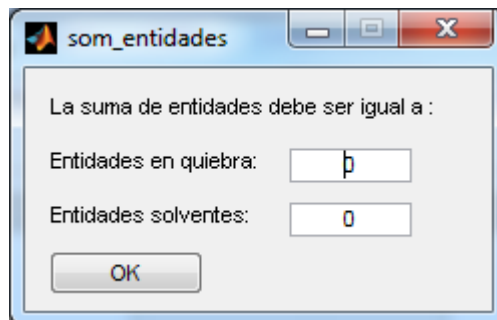 som_entidades
La suma de entidades debe ser igual a :
Entidades en quiebra: 0
Entidades solventes: 0
OK